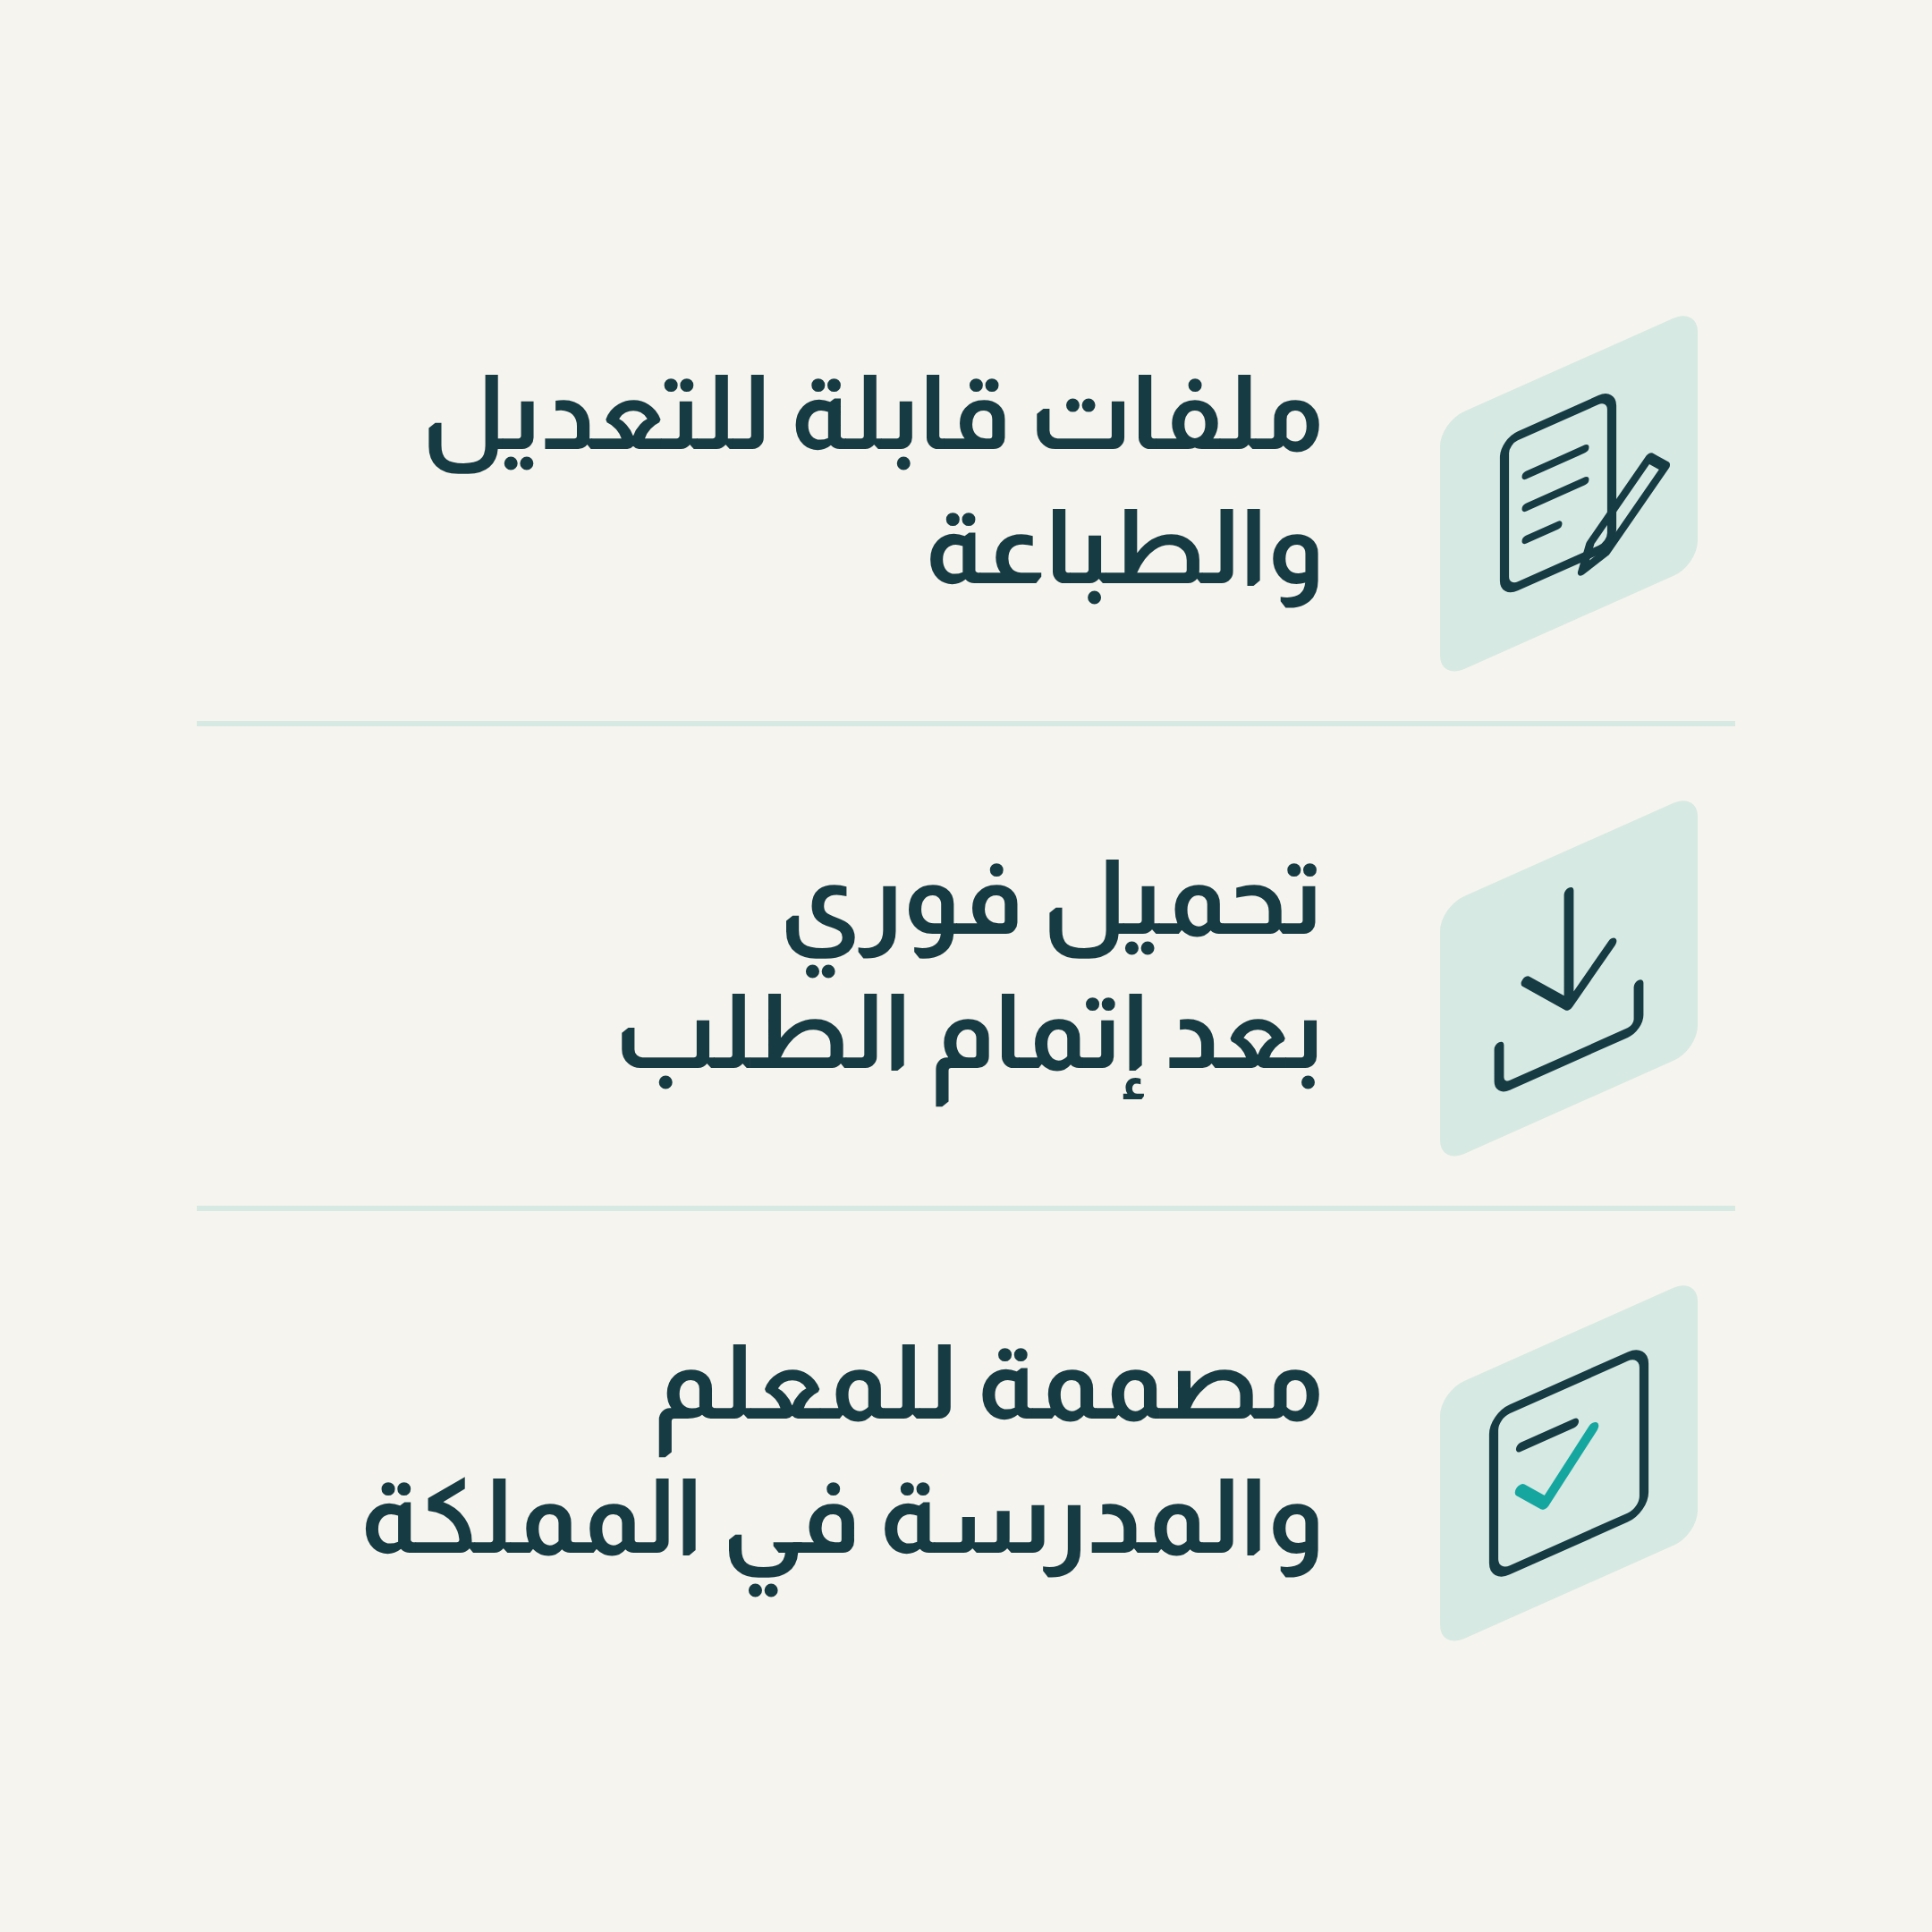 ملفات قابلة للتعديل
والطباعة
تحميل فوري
بعد إتمام الطلب
مصممة للمعلم
والمدرسة في المملكة